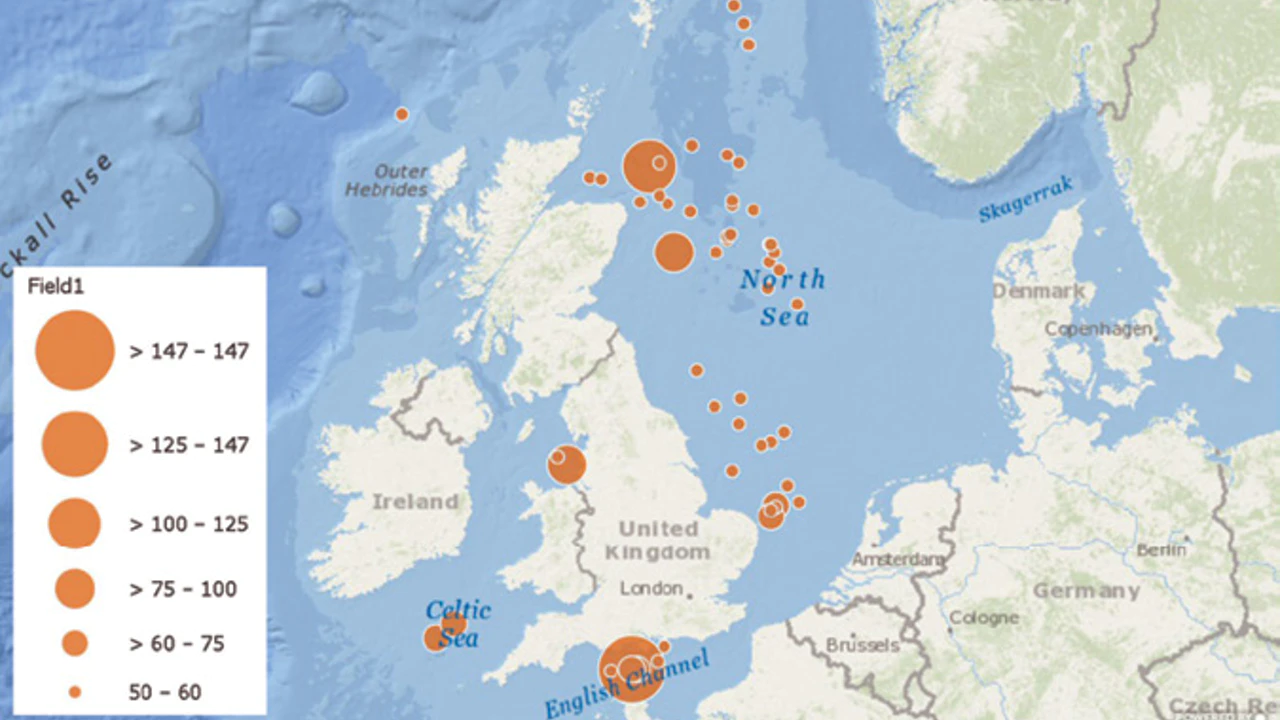 Outer
Hebrides
ckall Rise
Skagerrak
North
Sea
Denmark
Copenhagen
Field1
> 147 – 147
> 125 – 147
> 100 – 125
> 75 – 100
> 60 – 75
50 – 60
Ireland
United
Kingdom
London
Amsterdam
Berlin
Germany
Cologne
Brussels
Celtic
Sea
English Channel
Czech Re